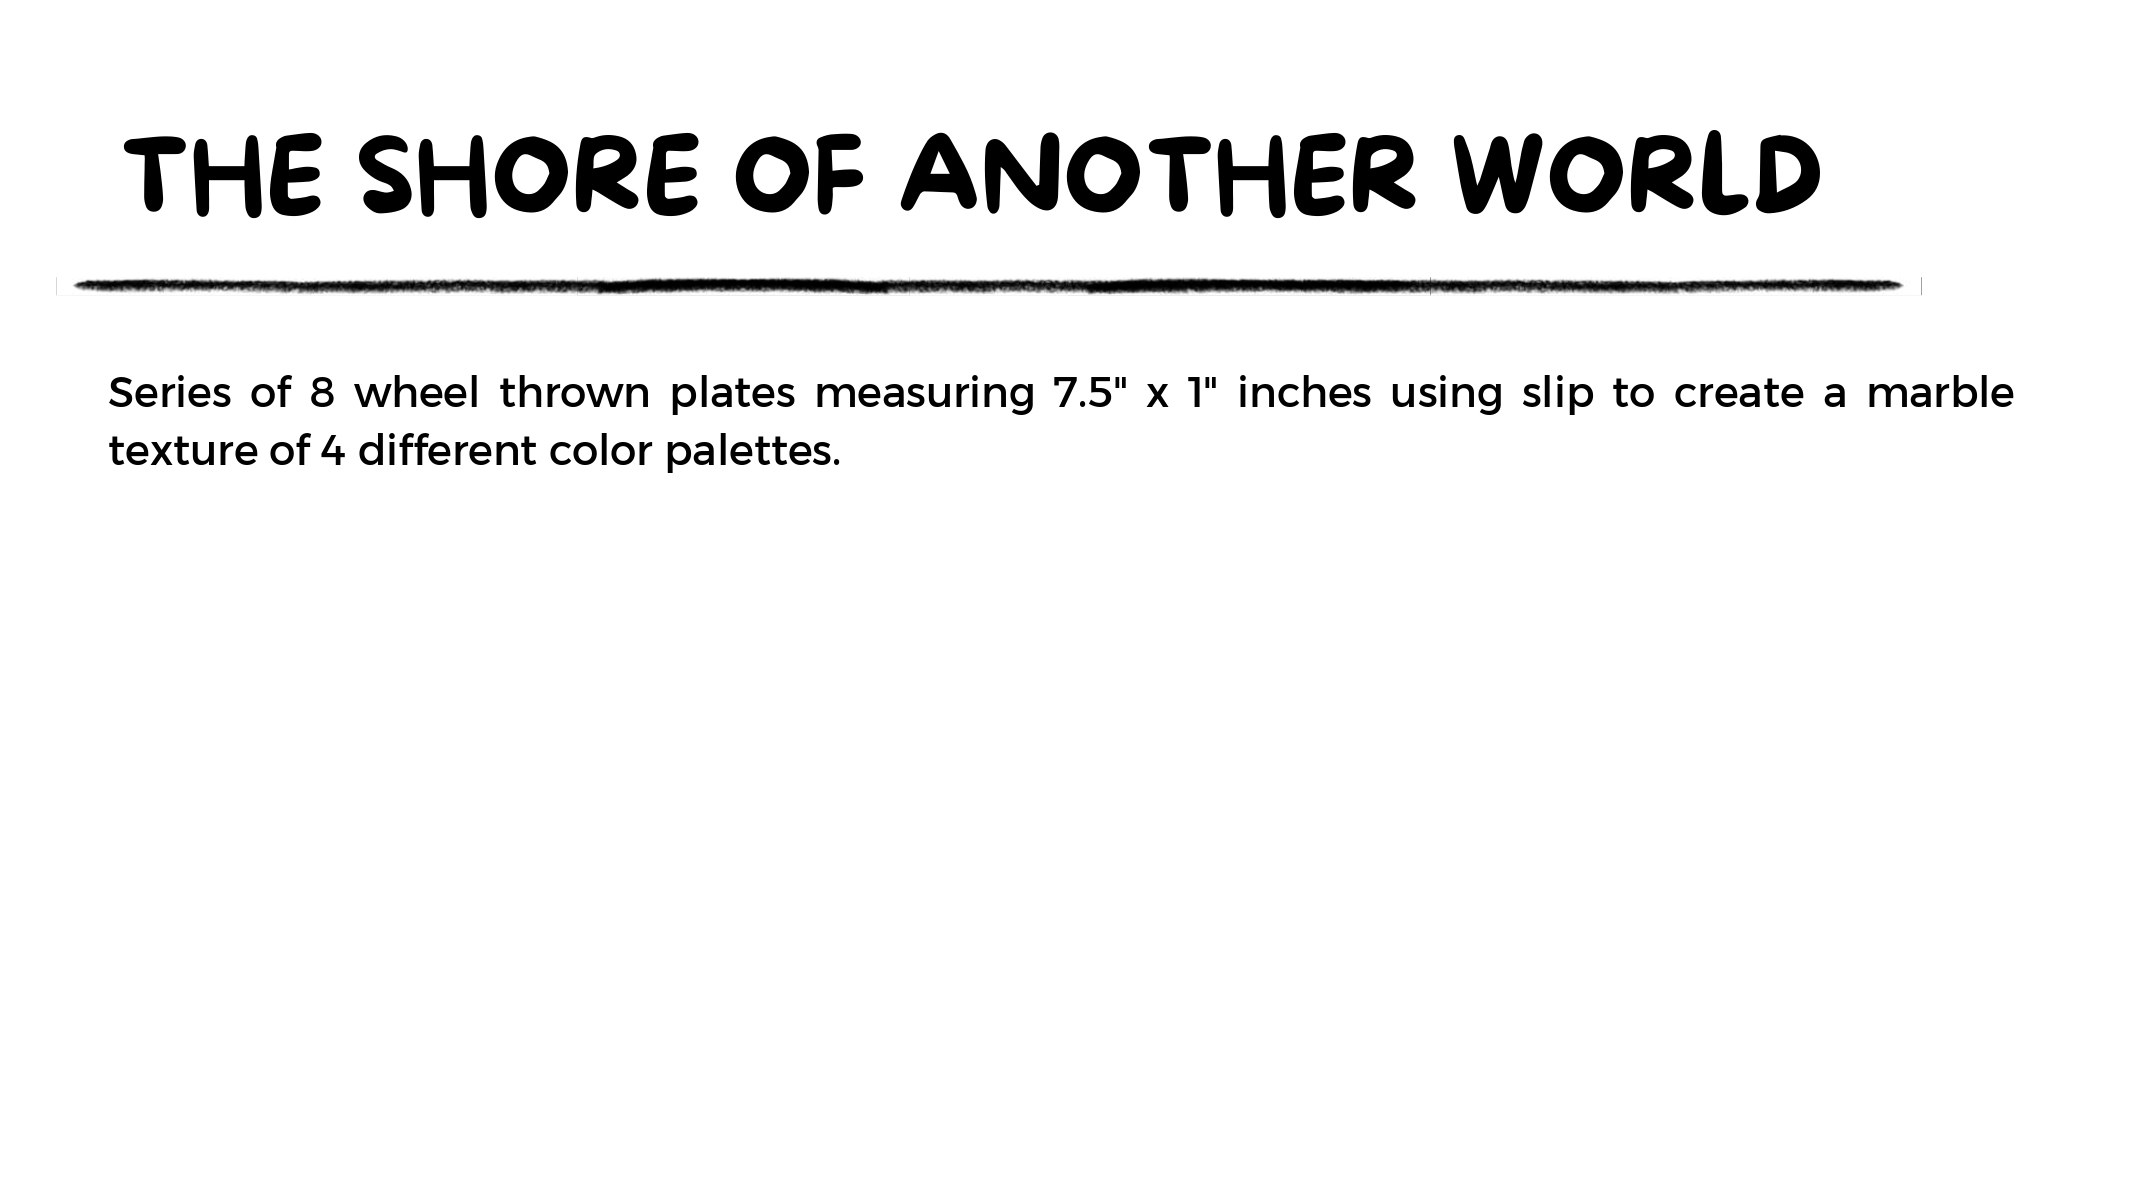 THE SHORE OF ANOTHER WORLD
Series of 8 wheel thrown plates measuring 7.5" x 1" inches using slip to create a marble
texture of 4 different color palettes.